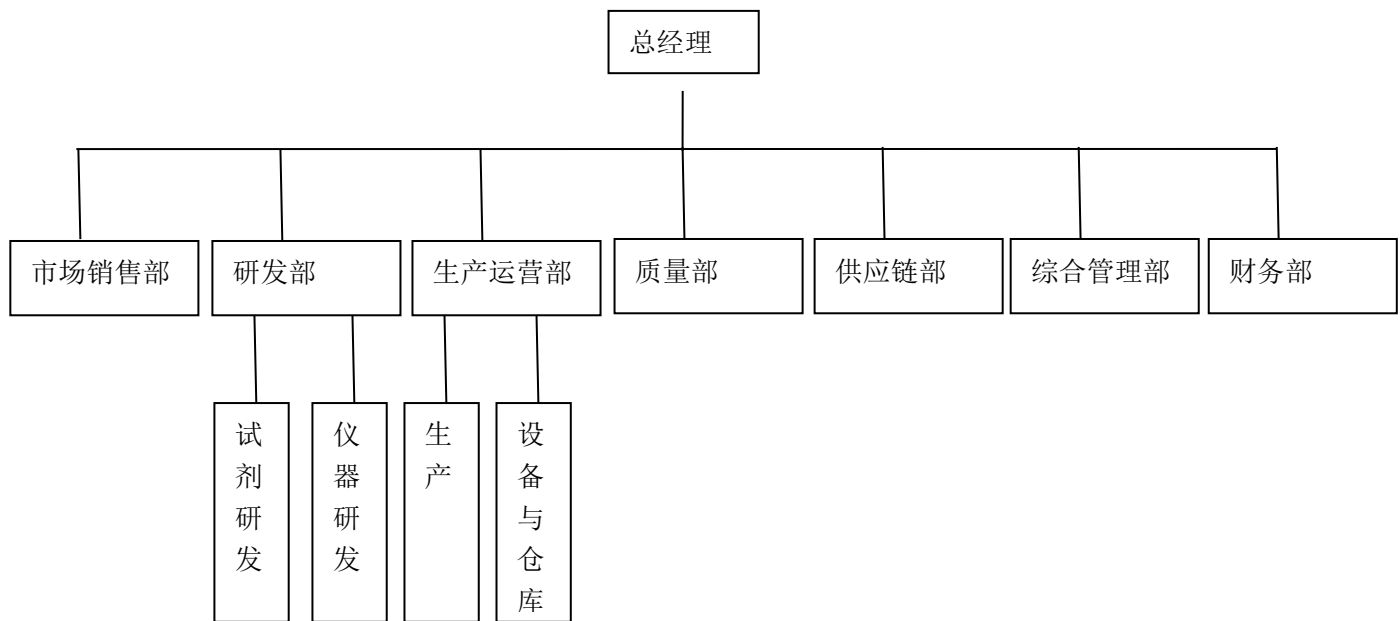 总经理
市场销售部
研发部
生产运营部
质量部
供应链部
综合管理部
财务部
试剂研发
仪器研发
生产
设备与仓库